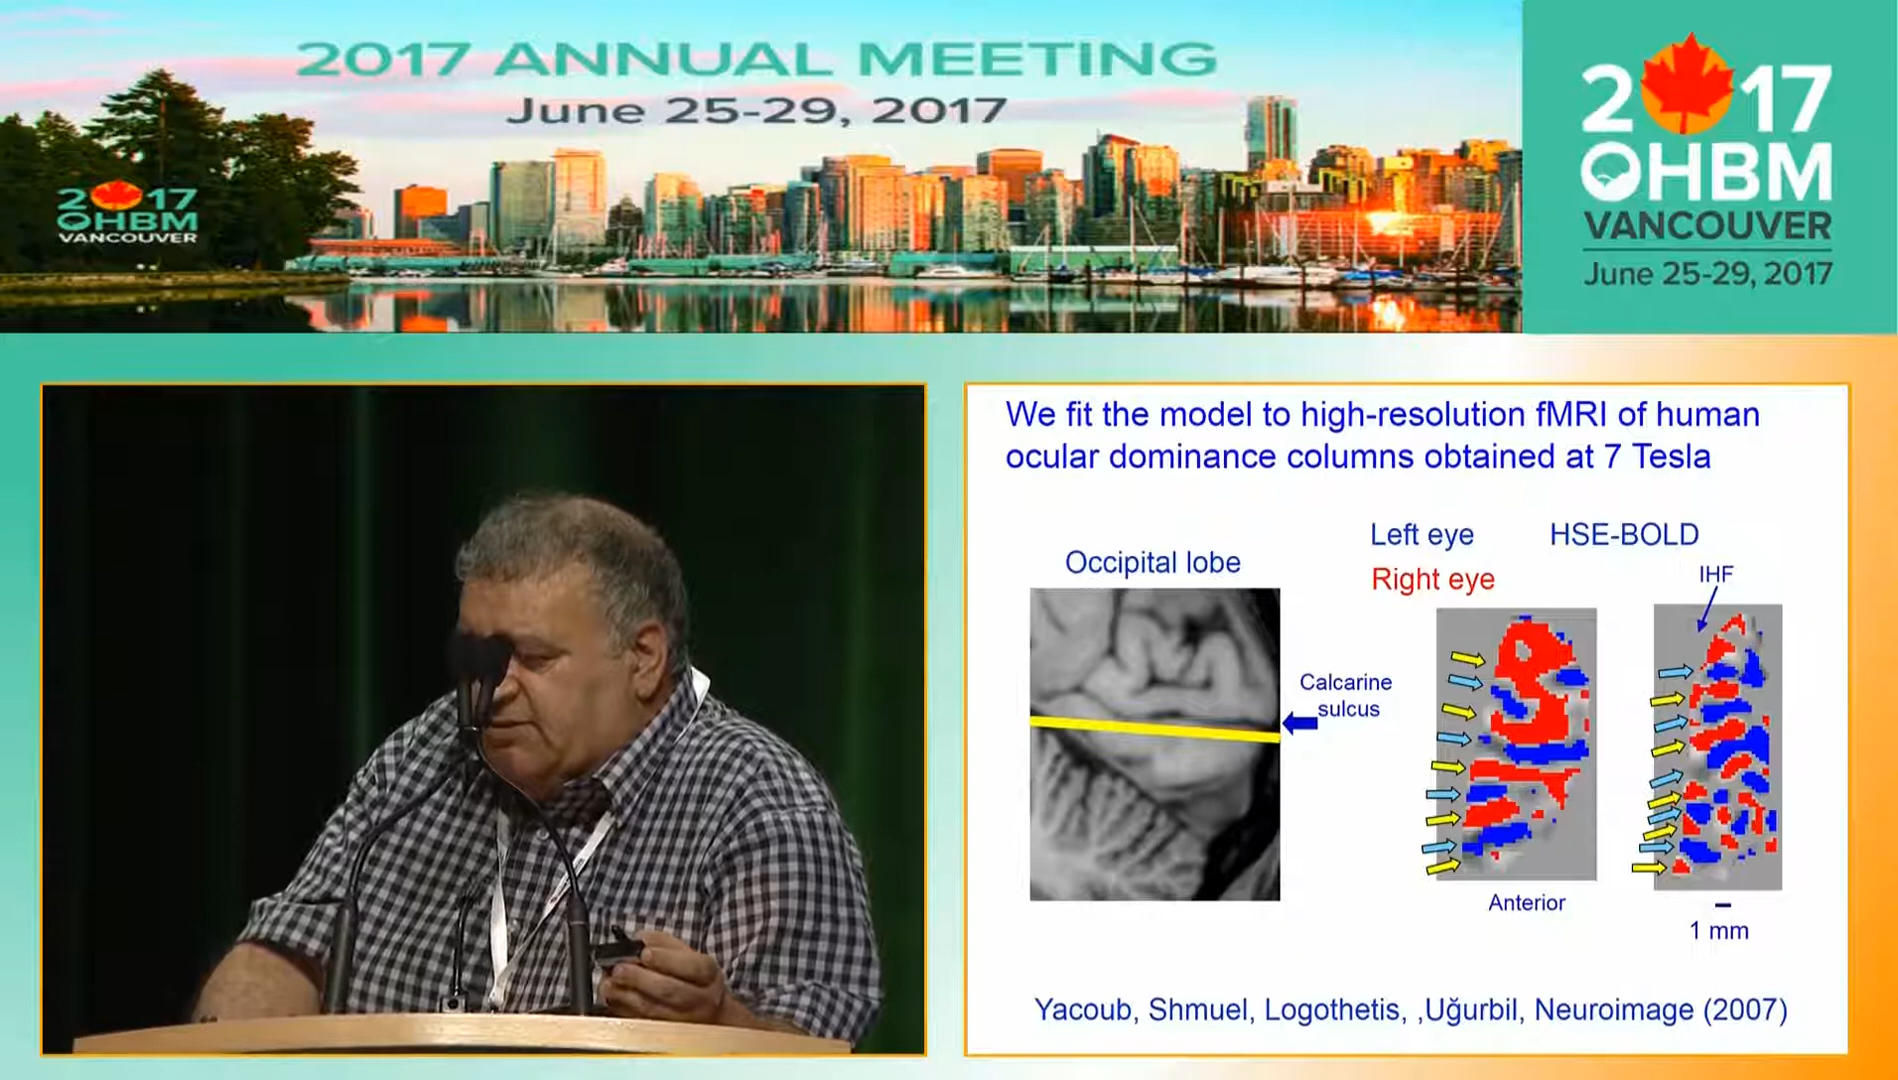 2017 ANNUAL MEETING
June 25-29, 2017
2017
OHBM
VANCOUVER
2017
OHBM
VANCOUVER
June 25-29, 2017
We fit the model to high-resolution fMRI of human
ocular dominance columns obtained at 7 Tesla
Left eye
HSE-BOLD
Occipital lobe
Right eye
IHF
Calcarine
sulcus
Anterior
1 mm
Yacoub, Shmuel, Logothetis, ,Uğurbil, Neuroimage (2007)